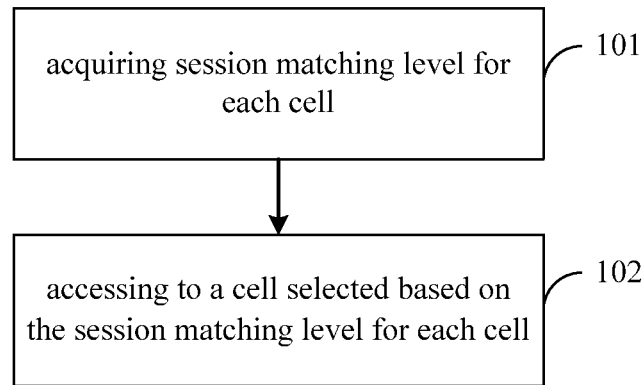 acquiring session matching level for
each cell
101
accessing to a cell selected based on
the session matching level for each cell
102